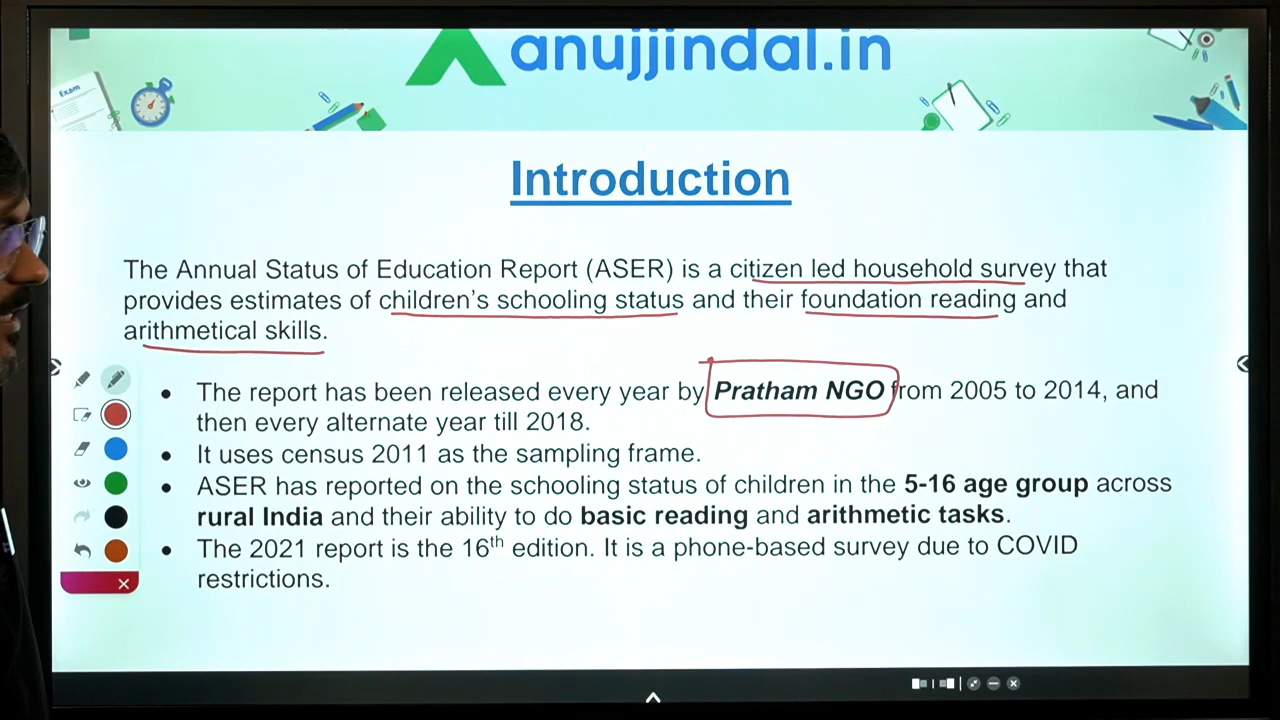 Exam
anujjindal.in
Introduction
The Annual Status of Education Report (ASER) is a citizen led household survey that
provides estimates of children's schooling status and their foundation reading and
arithmetical skills.
• The report has been released every year by Pratham NGO from 2005 to 2014, and
then every alternate year till 2018.
• It uses census 2011 as the sampling frame.
• ASER has reported on the schooling status of children in the 5-16 age group across
rural India and their ability to do basic reading and arithmetic tasks.
• The 2021 report is the 16th edition. It is a phone-based survey due to COVID
restrictions.